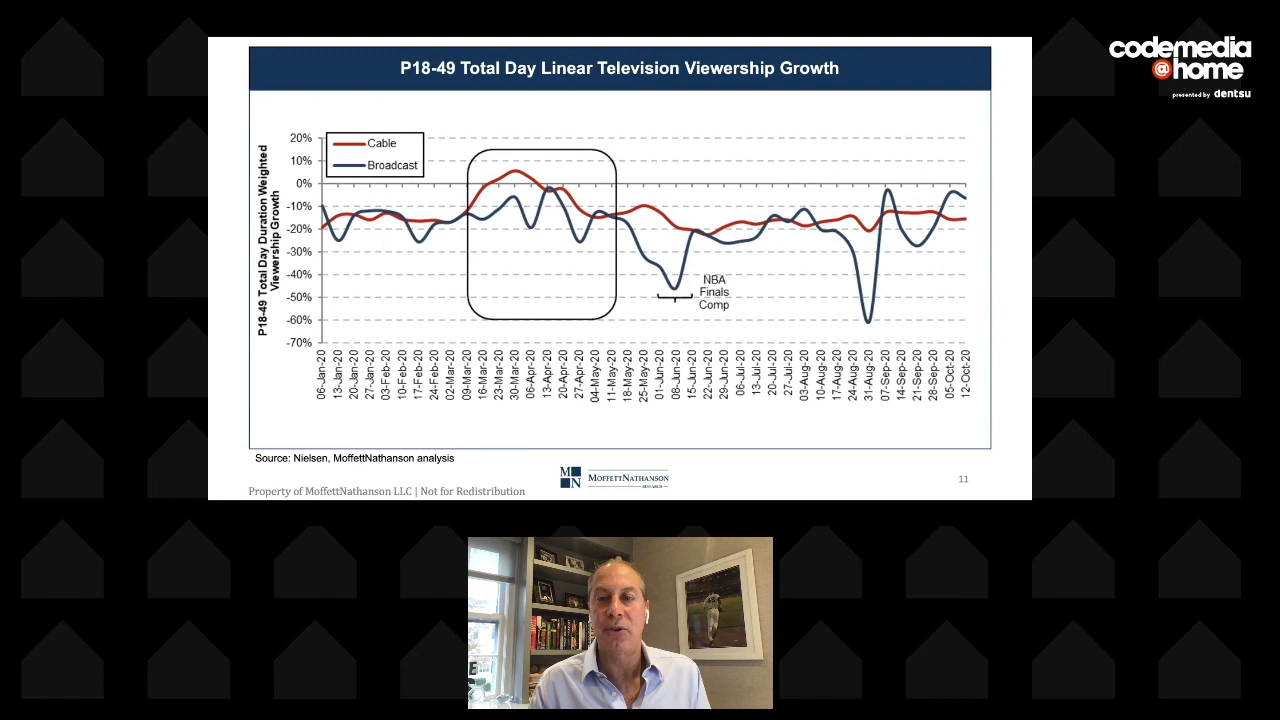 codemedia
@home
presented by dentsu
P18-49 Total Day Linear Television Viewership Growth
P18-49 Total Day Duration Weighted
Viewership Growth
20%
10%
0%
-10%
-20%
-30%
-40%
-50%
-60%
-70%
Cable
Broadcast
NBA
Finals
Comp
06-Jan-20
13-Jan-20
20-Jan-20
27-Jan-20
03-Feb-20
10-Feb-20
17-Feb-20
24-Feb-20
02-Mar-20
09-Mar-20
16-Mar-20
23-Mar-20
30-Mar-20
06-Apr-20
13-Apr-20
20-Apr-20
27-Apr-20
04-May-20
11-May-20
18-May-20
25-May-20
01-Jun-20
08-Jun-20
15-Jun-20
22-Jun-20
29-Jun-20
06-Jul-20
13-Jul-20
20-Jul-20
27-Jul-20
03-Aug-20
10-Aug-20
17-Aug-20
24-Aug-20
31-Aug-20
07-Sep-20
14-Sep-20
21-Sep-20
28-Sep-20
05-Oct-20
12-Oct-20
Source: Nielsen, MoffettNathanson analysis
M
N
MOFFETTNATHANSON
Property of MoffettNathanson LLC | Not for Redistribution
11